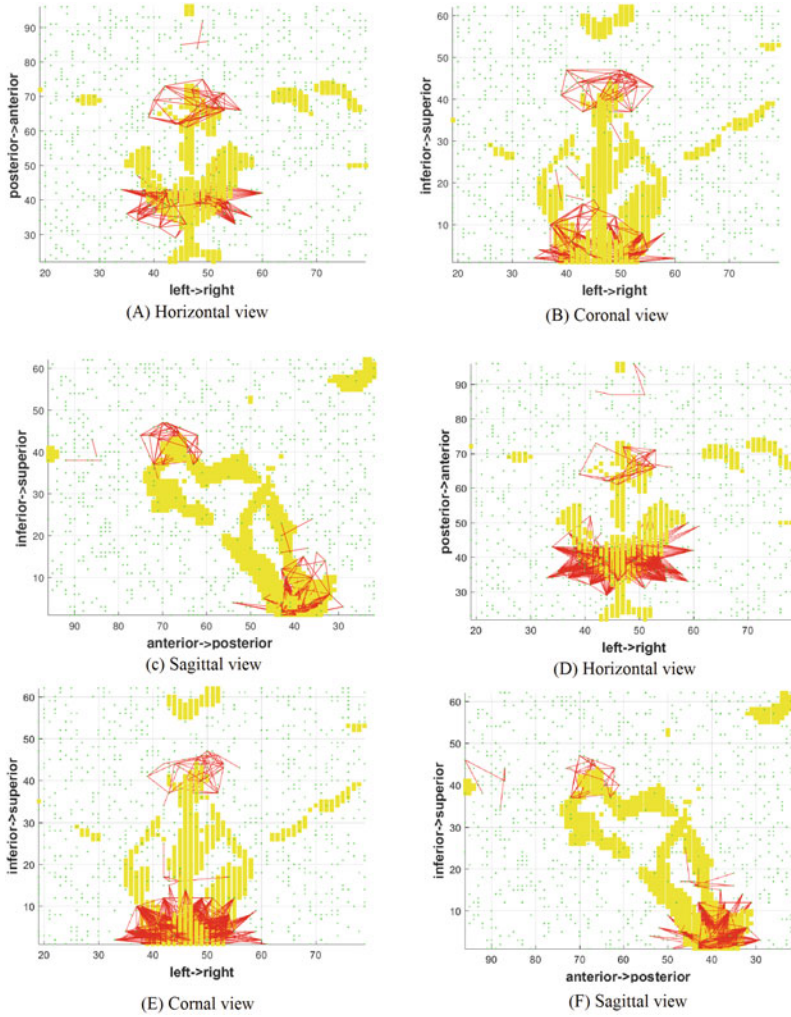 90
80
70
60
50
40
30
20 30 40 50 60 70
posterior->anterior
left->right
(A) Horizontal view
60
50
40
30
20
10
20 30 40 50 60 70
inferior->superior
left->right
(B) Coronal view
60
50
40
30
20
10
90 80 70 60 50 40 30
inferior->superior
anterior->posterior
(c) Sagittal view
90
80
70
60
50
40
30
20 30 40 50 60 70
posterior->anterior
left->right
(D) Horizontal view
60
50
40
30
20
10
20 30 40 50 60 70
inferior->superior
left->right
(E) Cornal view
60
50
40
30
20
10
90 80 70 60 50 40 30
inferior->superior
anterior->posterior
(F) Sagittal view